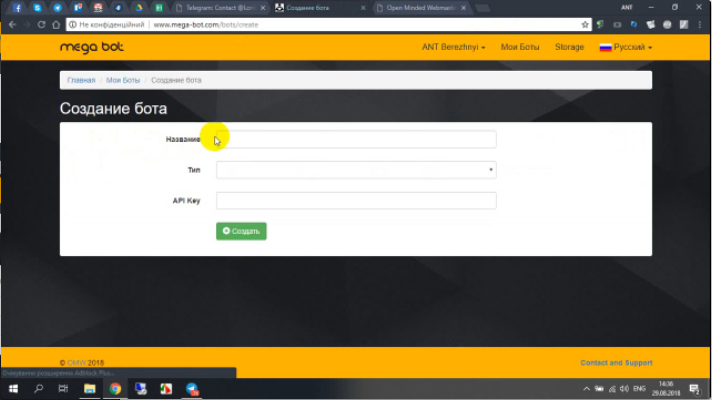 Telegram: Contact @Lon
Создание бота
Open Minded Webmaste
ANT
Не конфіденційний
www.mega-bot.com/bots/create
mega bot
ANT Berezhnyi
Мои Боты
Storage
Русский
Главная / Мои Боты / Создание бота
Создание бота
Название
Тип
API Key
Создать
© OMW 2018
Contact and Support
Очікування розширення Adblock Plus...
ENG
14:36
29.08.2018